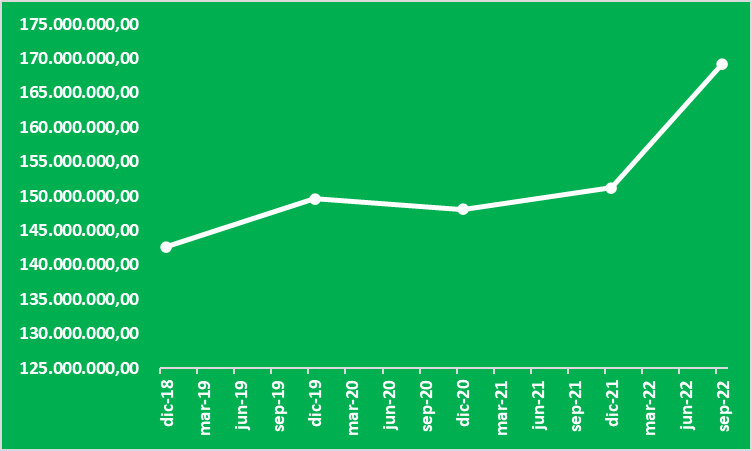 175.000.000,00
170.000.000,00
165.000.000,00
160.000.000,00
155.000.000,00
150.000.000,00
145.000.000,00
140.000.000,00
135.000.000,00
130.000.000,00
125.000.000,00
dic-18
mar-19
jun-19
sep-19
dic-19
mar-20
jun-20
sep-20
dic-20
mar-21
jun-21
sep-21
dic-21
mar-22
jun-22
sep-22